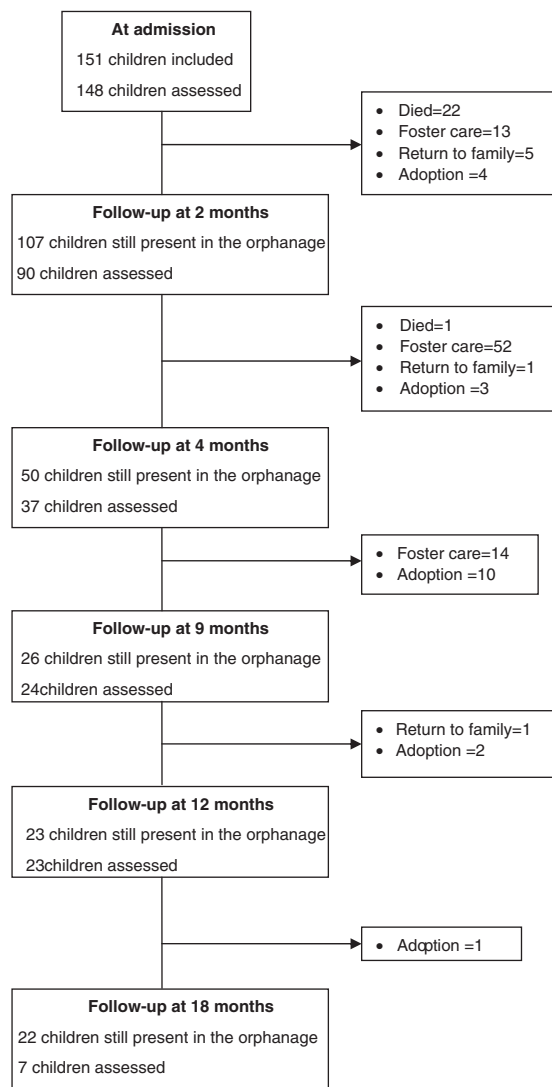 At admission
151 children included
148 children assessed
• Died=22
• Foster care=13
• Return to family=5
• Adoption =4
Follow-up at 2 months
107 children still present in the orphanage
90 children assessed
• Died=1
• Foster care=52
• Return to family=1
• Adoption =3
Follow-up at 4 months
50 children still present in the orphanage
37 children assessed
• Foster care=14
• Adoption =10
Follow-up at 9 months
26 children still present in the orphanage
24children assessed
• Return to family=1
• Adoption =2
Follow-up at 12 months
23 children still present in the orphanage
23children assessed
• Adoption =1
Follow-up at 18 months
22 children still present in the orphanage
7 children assessed